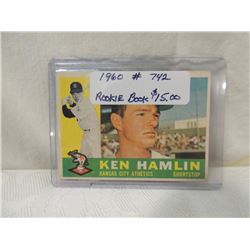 1960 # 742
ROOKIE BOOK $15.00
KEN HAMLIN
KANSAS CITY ATHLETICS SHORTSTOP